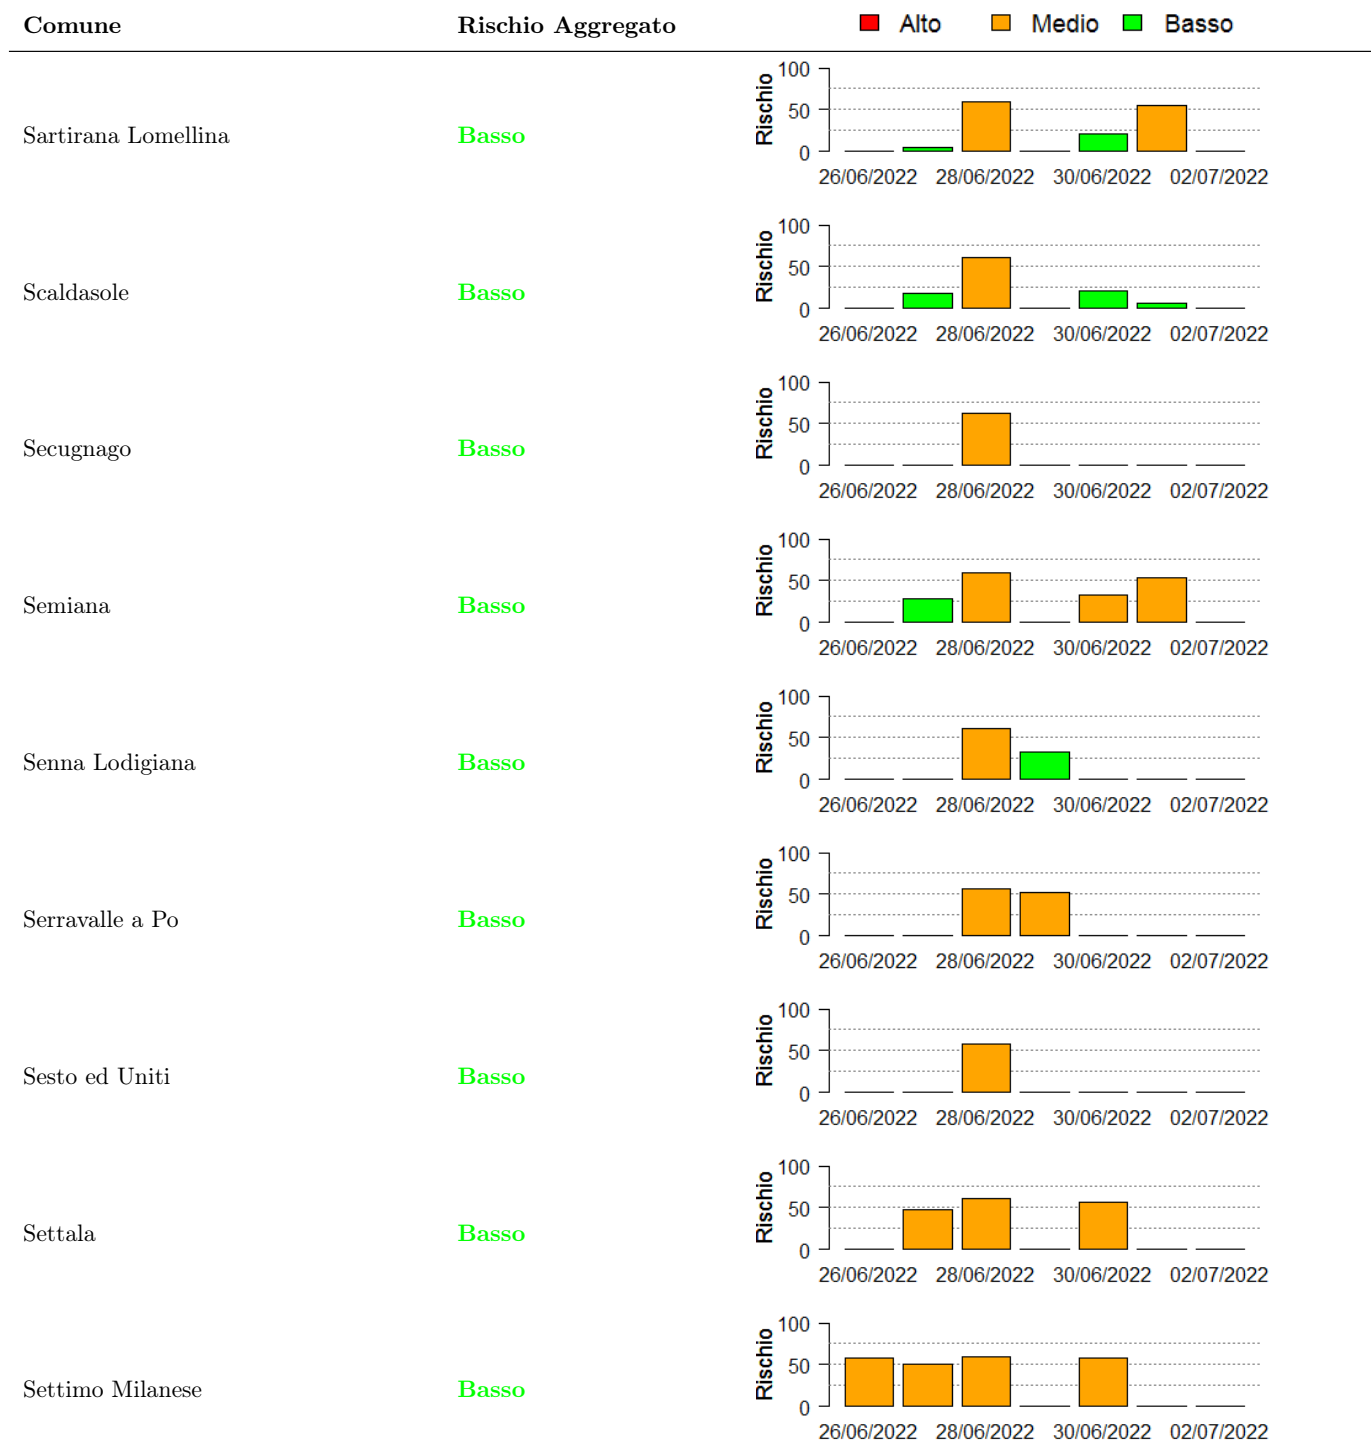 Comune Rischio Aggregato Alto Medio Basso
100
50
0
Rischio
Sartirana Lomellina Basso
26/06/2022 28/06/2022 30/06/2022 02/07/2022
100
50
0
Rischio
Scaldasole Basso
26/06/2022 28/06/2022 30/06/2022 02/07/2022
100
50
0
Rischio
Secugnago Basso
26/06/2022 28/06/2022 30/06/2022 02/07/2022
100
50
0
Rischio
Semiana Basso
26/06/2022 28/06/2022 30/06/2022 02/07/2022
100
50
0
Rischio
Senna Lodigiana Basso
26/06/2022 28/06/2022 30/06/2022 02/07/2022
100
50
0
Rischio
Serravalle a Po Basso
26/06/2022 28/06/2022 30/06/2022 02/07/2022
100
50
0
Rischio
Sesto ed Uniti Basso
26/06/2022 28/06/2022 30/06/2022 02/07/2022
100
50
0
Rischio
Settala Basso
26/06/2022 28/06/2022 30/06/2022 02/07/2022
100
50
0
Rischio
Settimo Milanese Basso
26/06/2022 28/06/2022 30/06/2022 02/07/2022